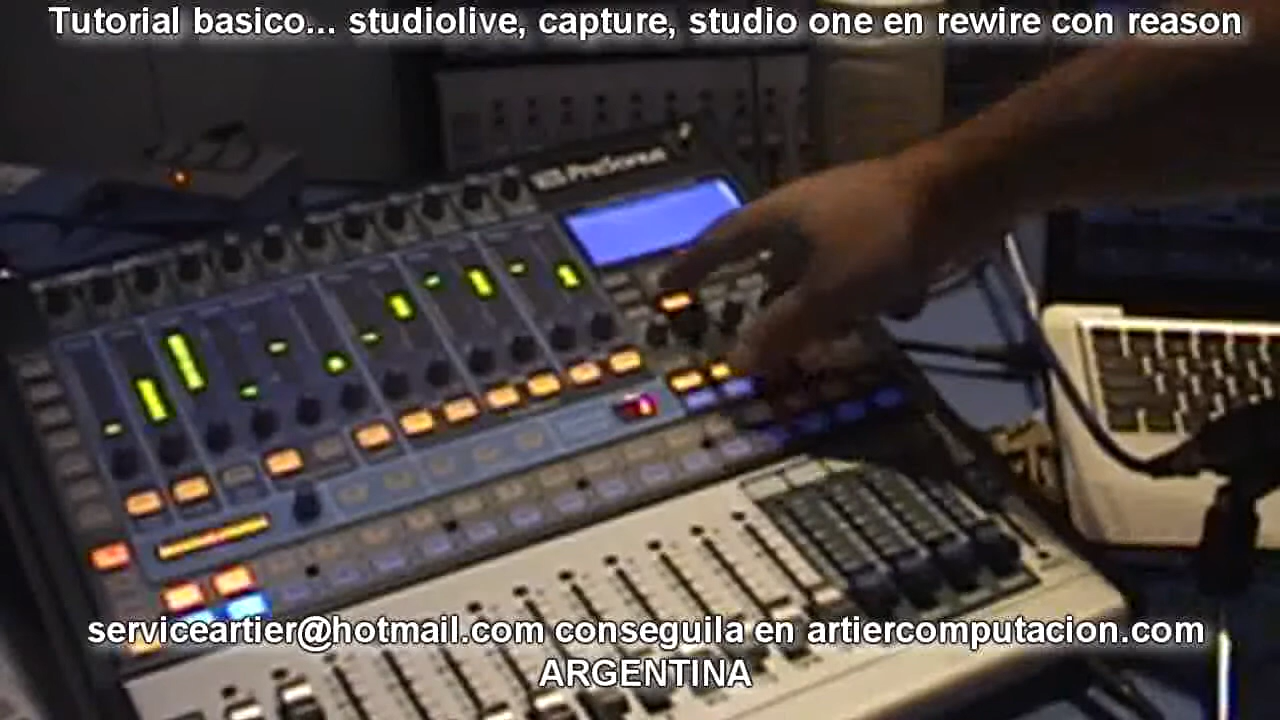 Tutorial basico... studiolive, capture, studio one en rewire con reason
PreSonus
serviceartier@hotmail.com conseguila en artiercomputacion.com
ARGENTINA